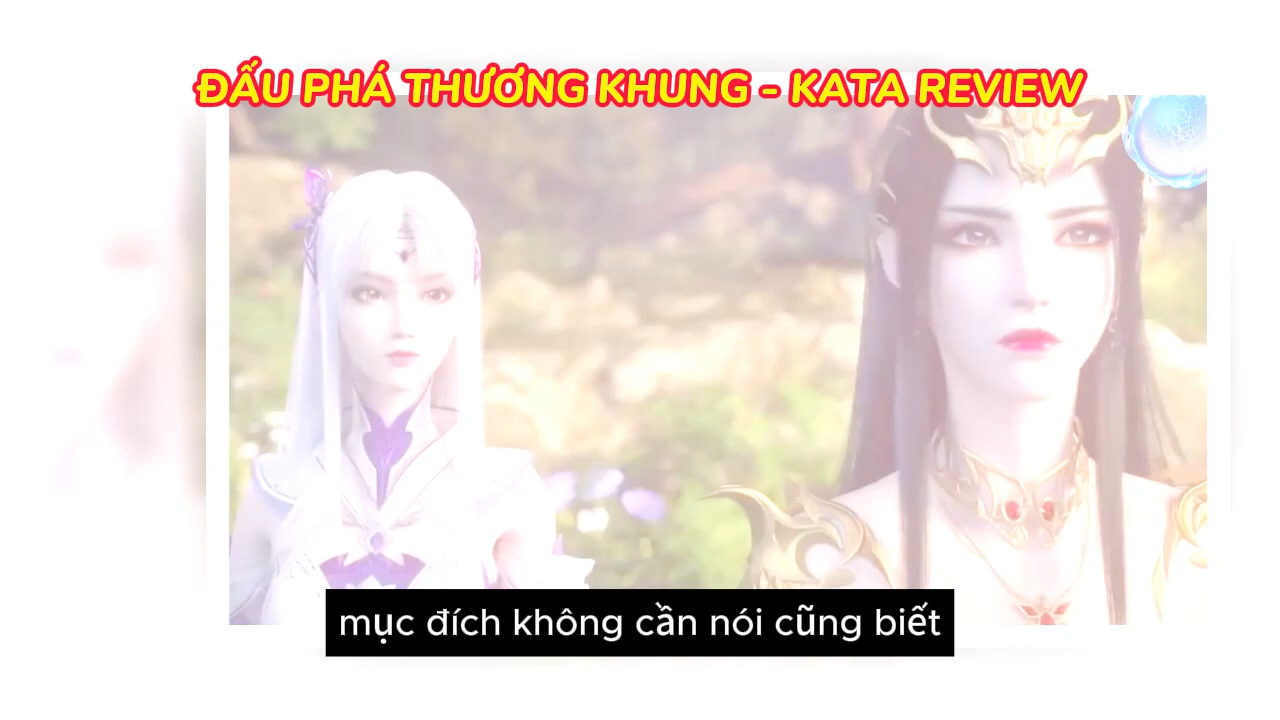 ĐẤU PHÁ THƯƠNG KHUNG - KATA REVIEW
mục đích không cần nói cũng biết